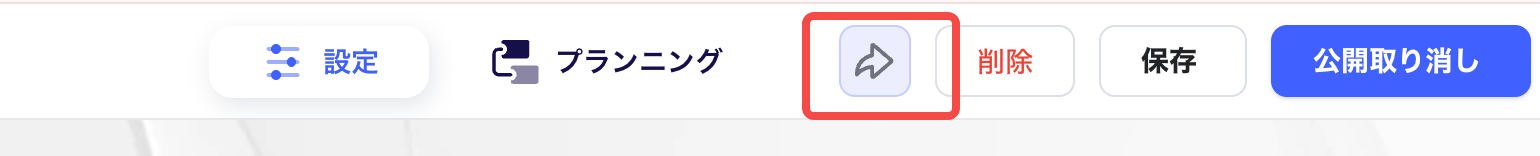 設定
プランニング
削除
保存
公開取り消し